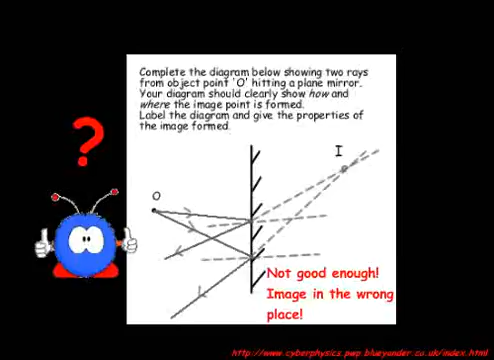 Complete the diagram below showing two rays
from object point 'O' hitting a plane mirror.
Your diagram should clearly show how and
where the image point is formed.
Label the diagram and give the properties of
the image formed.
?
I
O
Not good enough!
Image in the wrong
place!
http://www.cyberphysics.pwp.blueyonder.co.uk/index.html